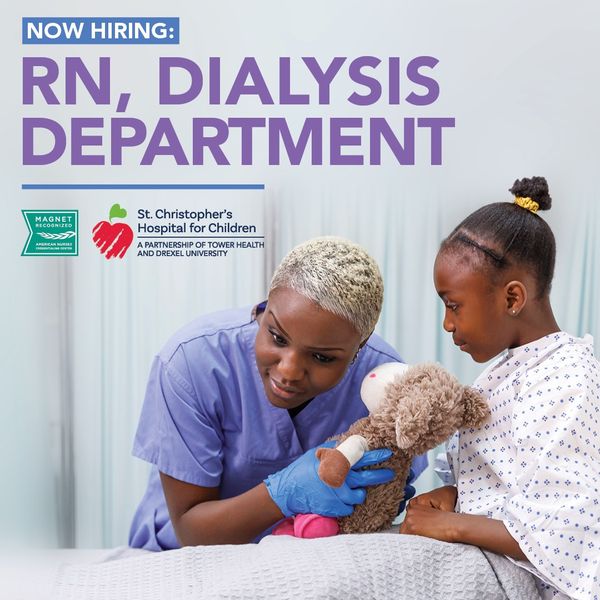 NOW HIRING:
RN, DIALYSIS
DEPARTMENT
MAGNET
RECOGNIZED
AMERICAN NURSES
CREDENTIALING CENTER
St. Christopher's
Hospital for Children
A PARTNERSHIP OF TOWER HEALTH
AND DREXEL UNIVERSITY